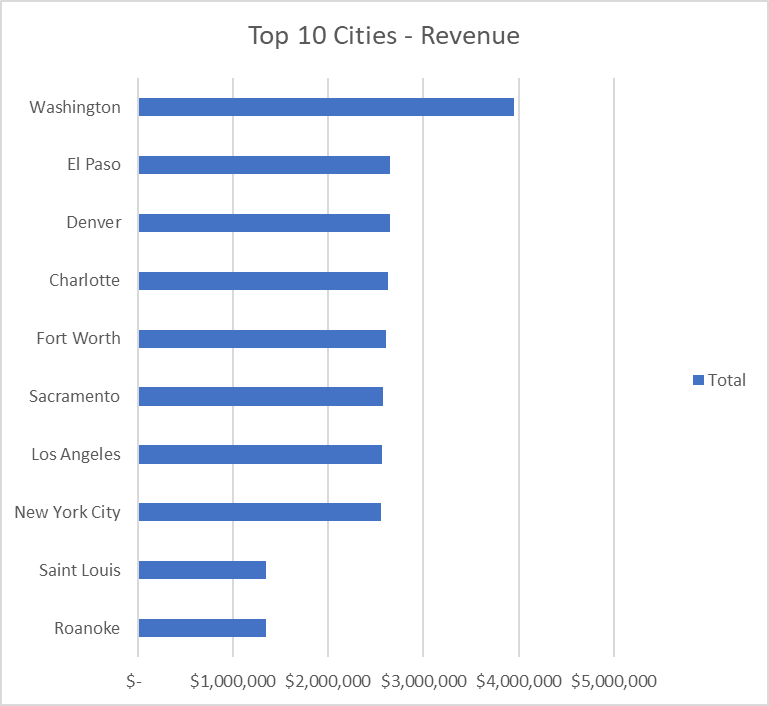 Top 10 Cities - Revenue
Washington
El Paso
Denver
Charlotte
Fort Worth
Sacramento
Los Angeles
New York City
Saint Louis
Roanoke
Total
$- $1,000,000 $2,000,000 $3,000,000 $4,000,000 $5,000,000